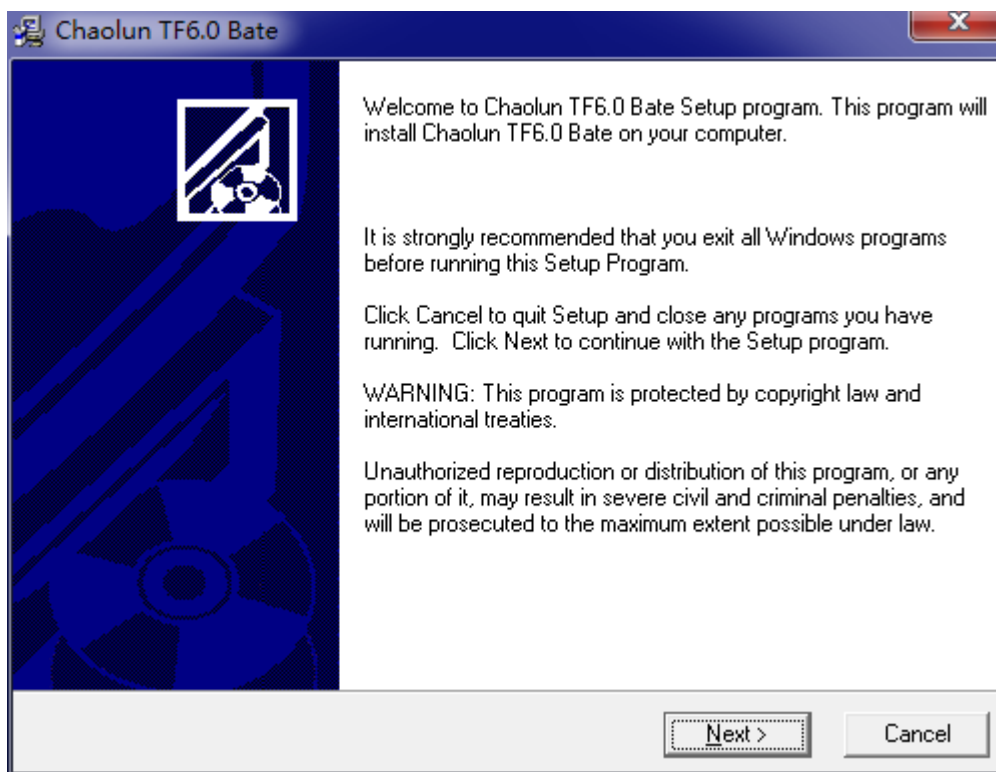 Chaolun TF6.0 Bate
Welcome to Chaolun TF6.0 Bate Setup program. This program will
install Chaolun TF6.0 Bate on your computer.
It is strongly recommended that you exit all Windows programs
before running this Setup Program.
Click Cancel to quit Setup and close any programs you have
running.  Click Next to continue with the Setup program.
WARNING: This program is protected by copyright law and
international treaties.
Unauthorized reproduction or distribution of this program, or any
portion of it, may result in severe civil and criminal penalties, and
will be prosecuted to the maximum extent possible under law.
Next >
Cancel